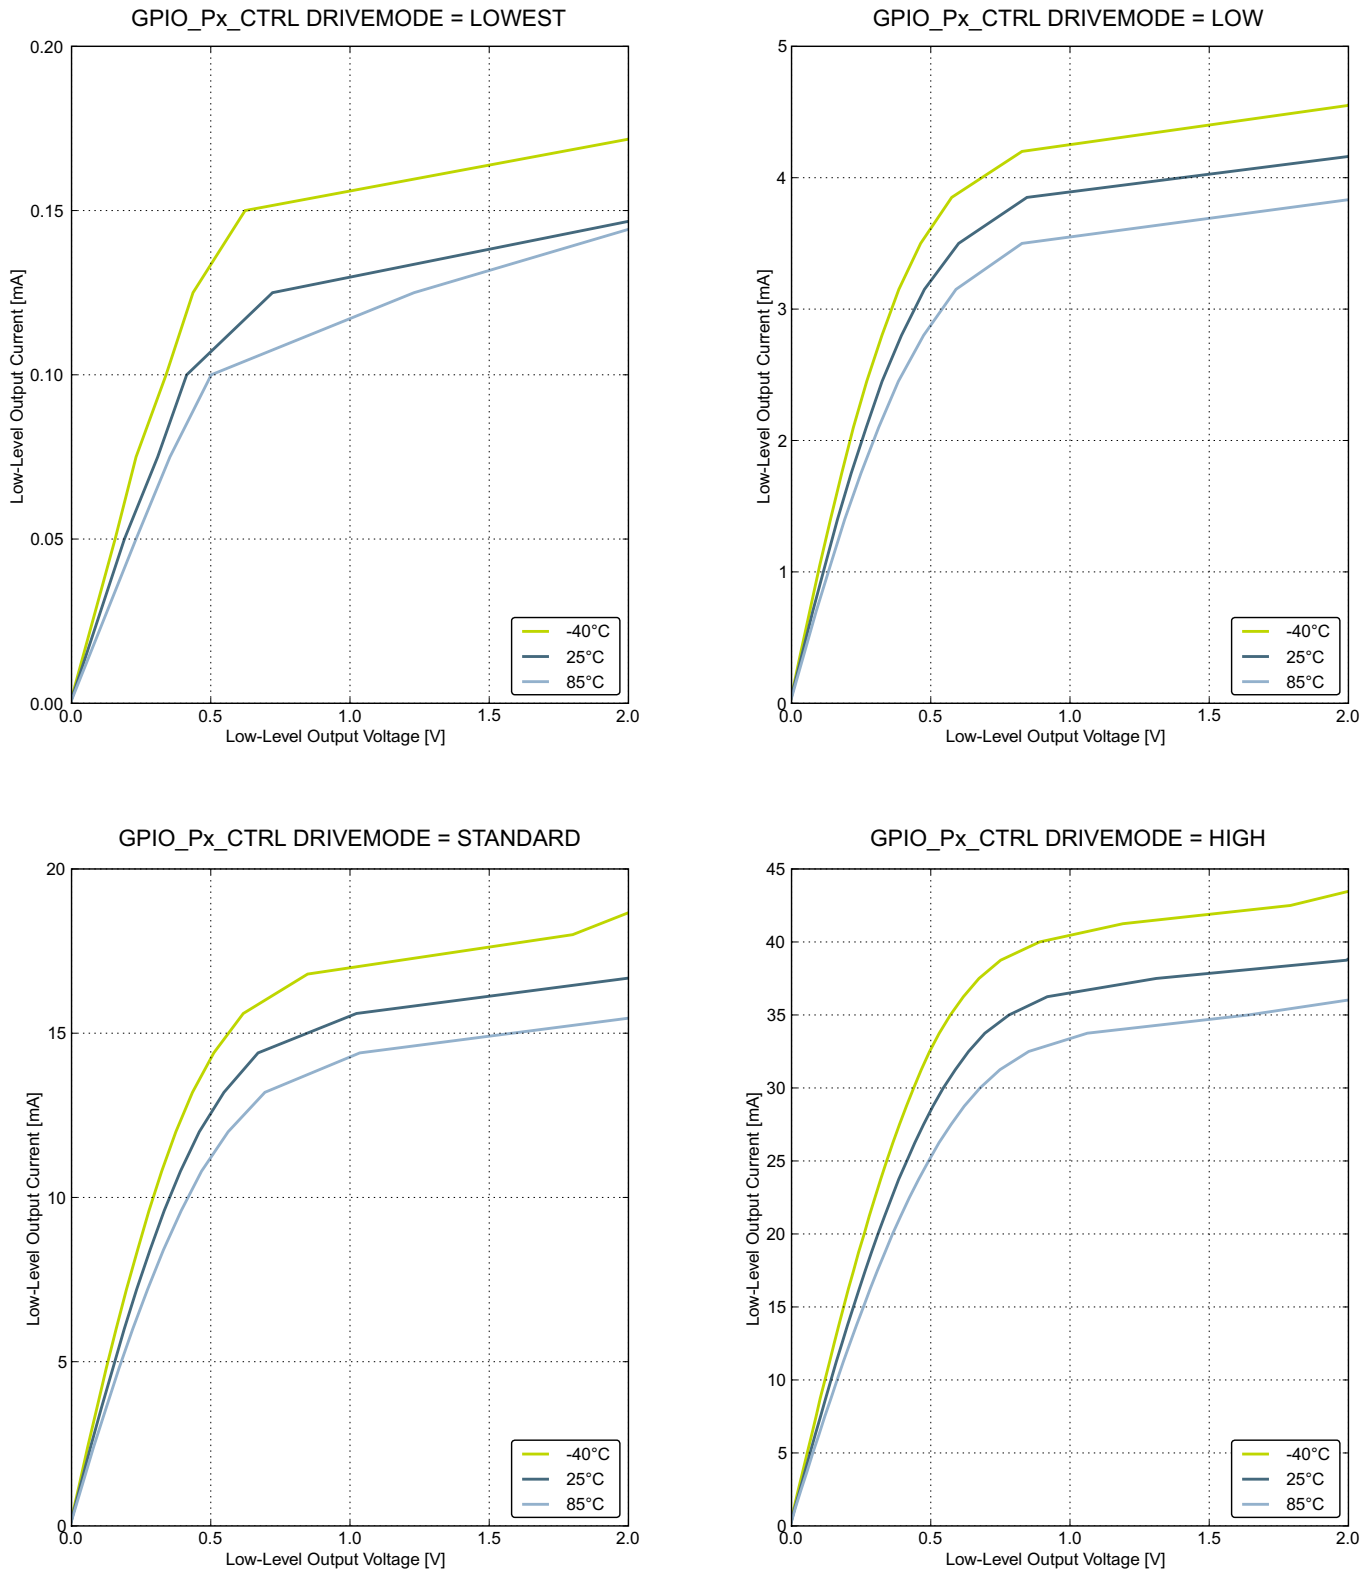 GPIO_Px_CTRL DRIVEMODE = LOWEST
0.20
0.15
0.10
0.05
0.00
Low-Level Output Current [mA]
0.0 0.5 1.0 1.5 2.0
Low-Level Output Voltage [V]
-40°C
25°C
85°C
GPIO_Px_CTRL DRIVEMODE = LOW
5
4
3
2
1
0
Low-Level Output Current [mA]
0.0 0.5 1.0 1.5 2.0
Low-Level Output Voltage [V]
-40°C
25°C
85°C
GPIO_Px_CTRL DRIVEMODE = STANDARD
20
15
10
5
0
Low-Level Output Current [mA]
0.0 0.5 1.0 1.5 2.0
Low-Level Output Voltage [V]
-40°C
25°C
85°C
GPIO_Px_CTRL DRIVEMODE = HIGH
45
40
35
30
25
20
15
10
5
0
Low-Level Output Current [mA]
0.0 0.5 1.0 1.5 2.0
Low-Level Output Voltage [V]
-40°C
25°C
85°C